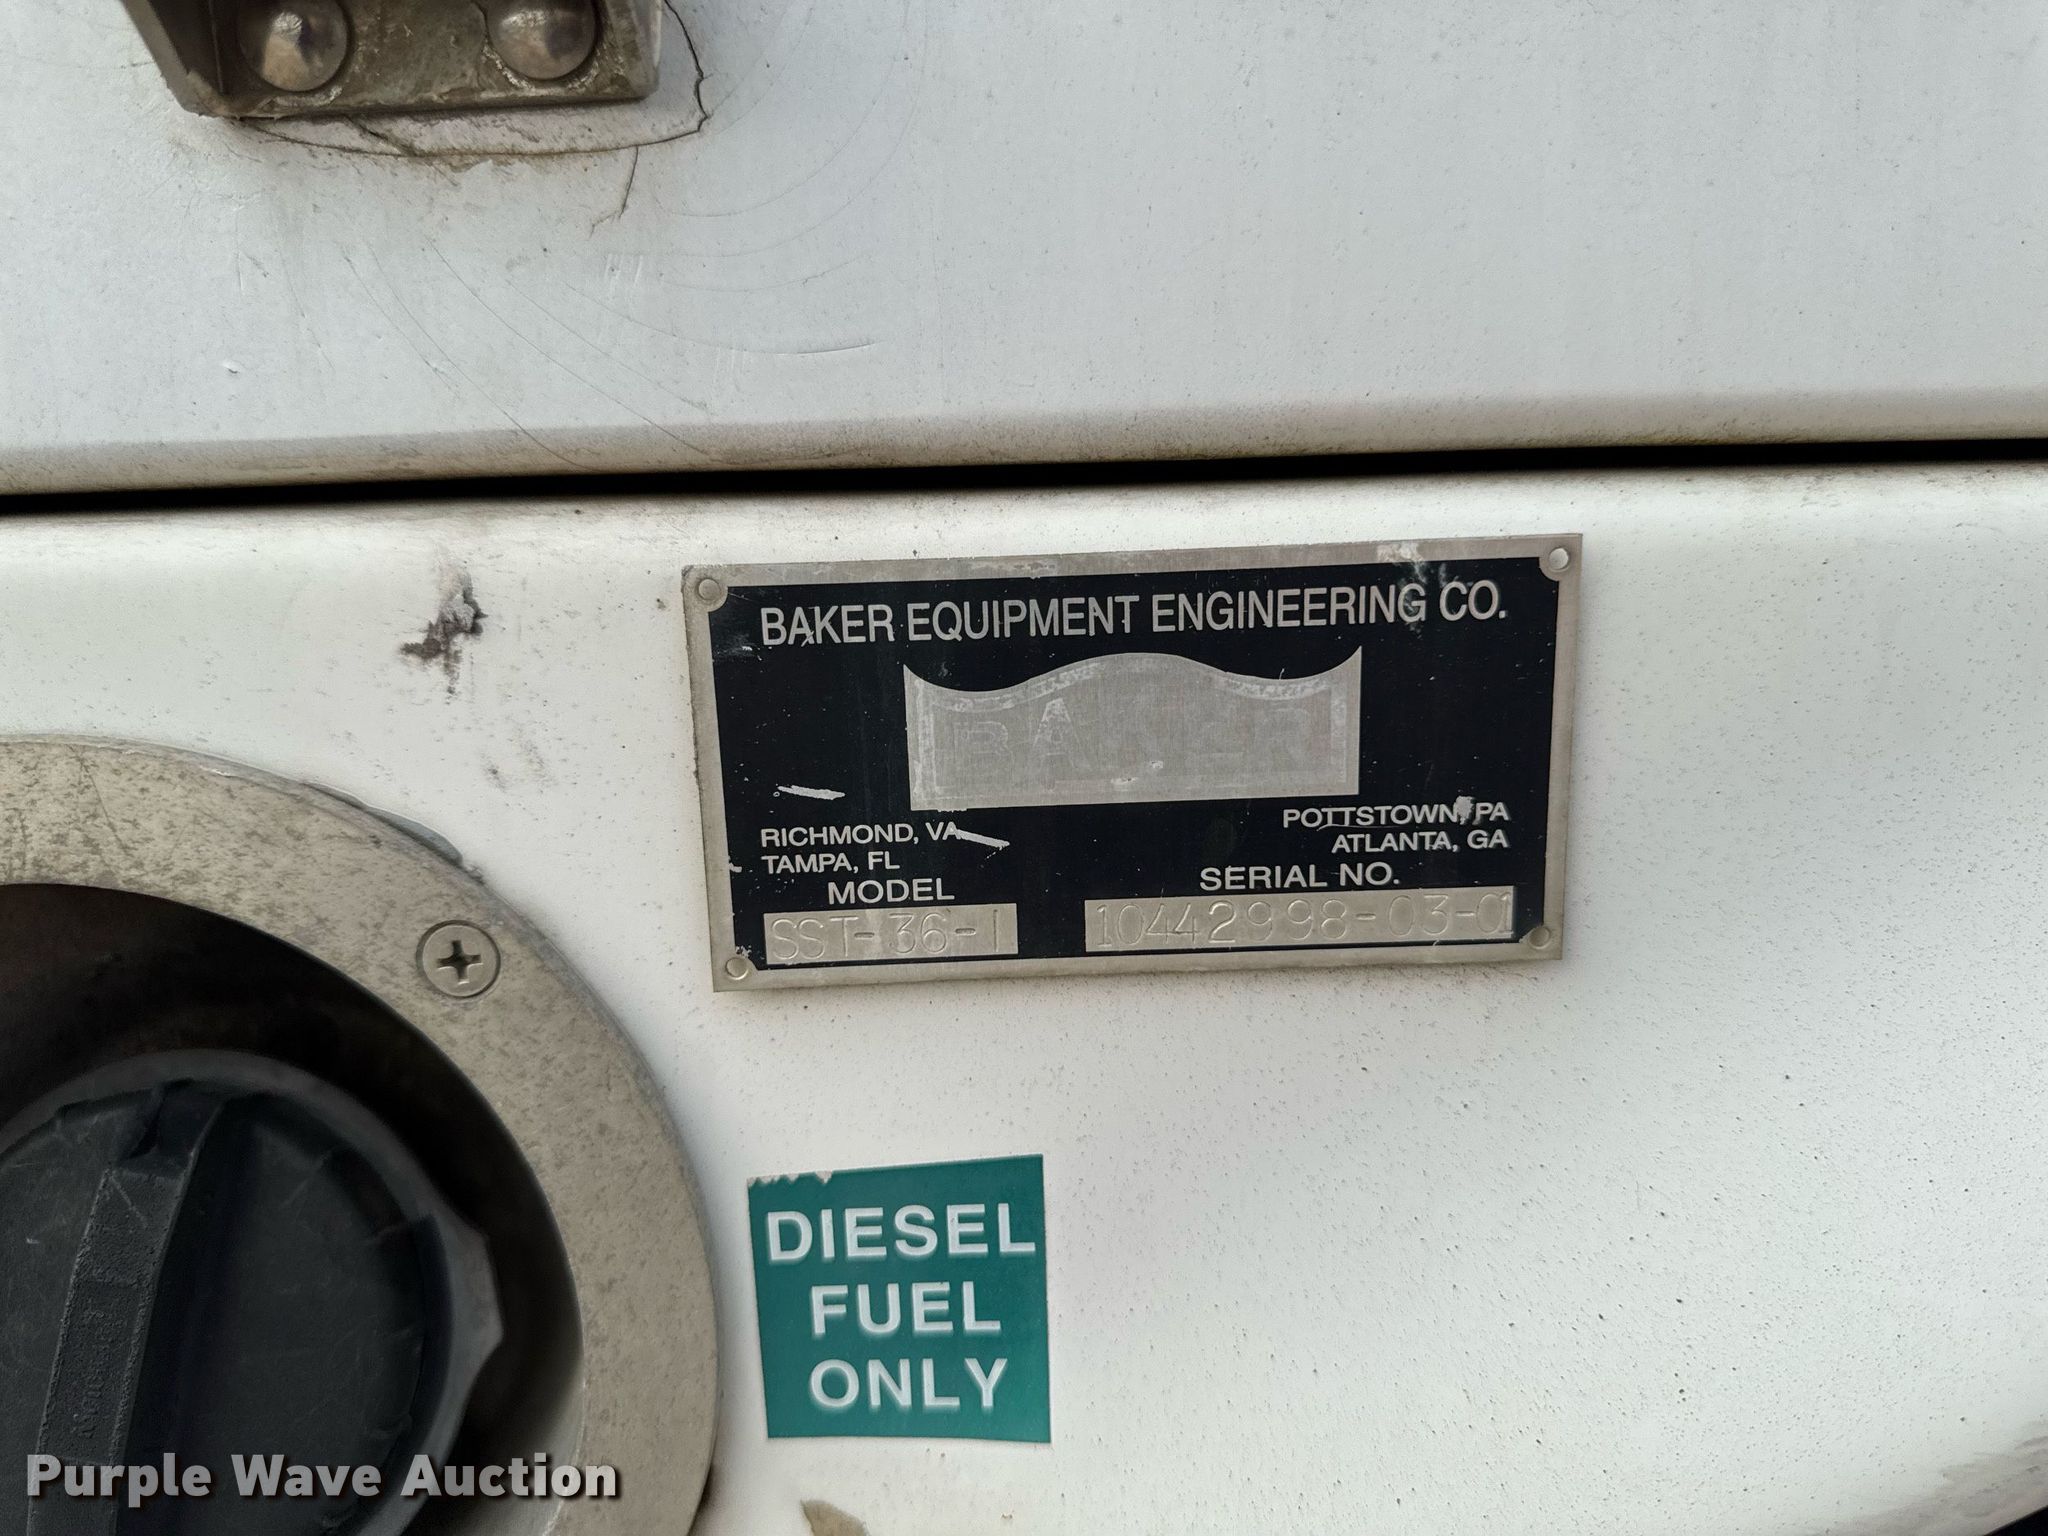 BAKER EQUIPMENT ENGINEERING CO.
BAKER
RICHMOND, VA
TAMPA, FL
POTTSTOWN, PA
ATLANTA, GA
MODEL
SERIAL NO.
SST-36-1
10442998-03-01
DIESEL
FUEL
ONLY
Purple Wave Auction